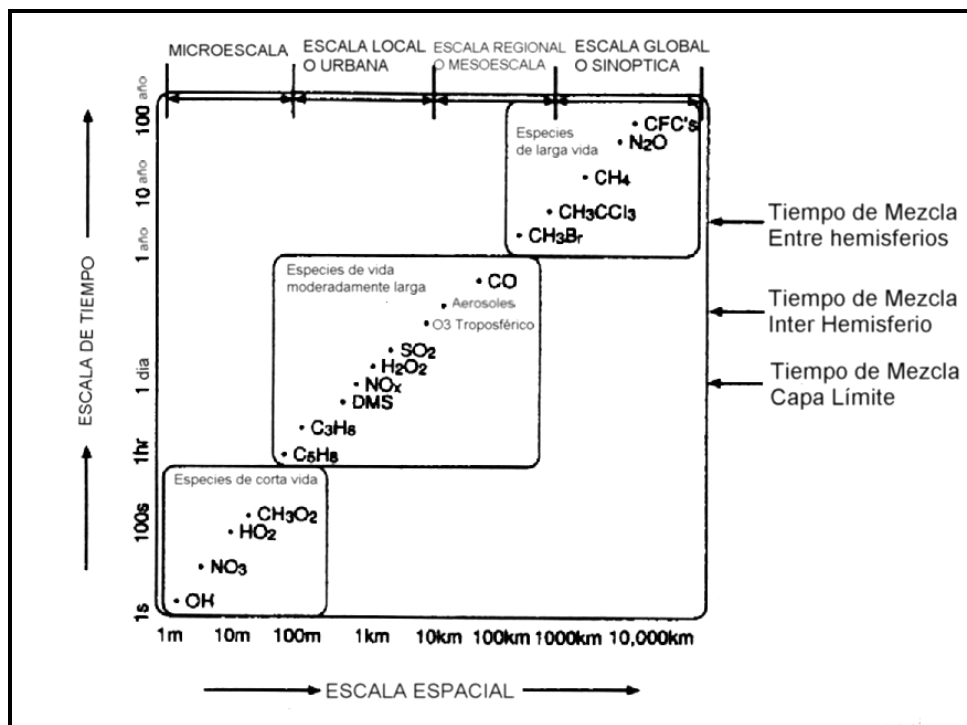 MICROESCALA
ESCALA LOCAL
O URBANA
ESCALA REGIONAL
O MESOESCALA
ESCALA GLOBAL
O SINOPTICA
ESCALA DE TIEMPO
100 año
10 año
1 año
1 dia
1hr
100s
1s
Especies
de larga vida
CFC's
N₂O
CH₄
CH₃CCl₃
CH₃Br
Especies de vida
moderadamente larga
CO
Aerosoles
O3 Troposférico
SO₂
H₂O₂
NOₓ
DMS
C₃H₆
C₅H₈
Especies de corta vida
CH₃O₂
HO₂
NO₃
OH
Tiempo de Mezcla
Entre hemisferios
Tiempo de Mezcla
Inter Hemisferio
Tiempo de Mezcla
Capa Límite
1m 10m 100m 1km 10km 100km 1000km 10,000km
ESCALA ESPACIAL